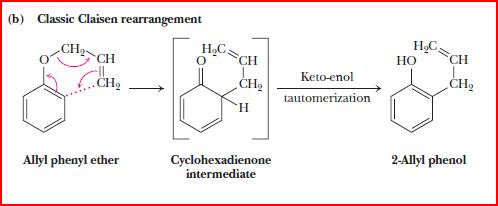 (b) Classic Claisen rearrangement
O CH₂ CH CH₂
H₂C O CH CH₂ H
Keto-enol
tautomerization
H₂C HO CH CH₂
Allyl phenyl ether
Cyclohexadienone
intermediate
2-Allyl phenol